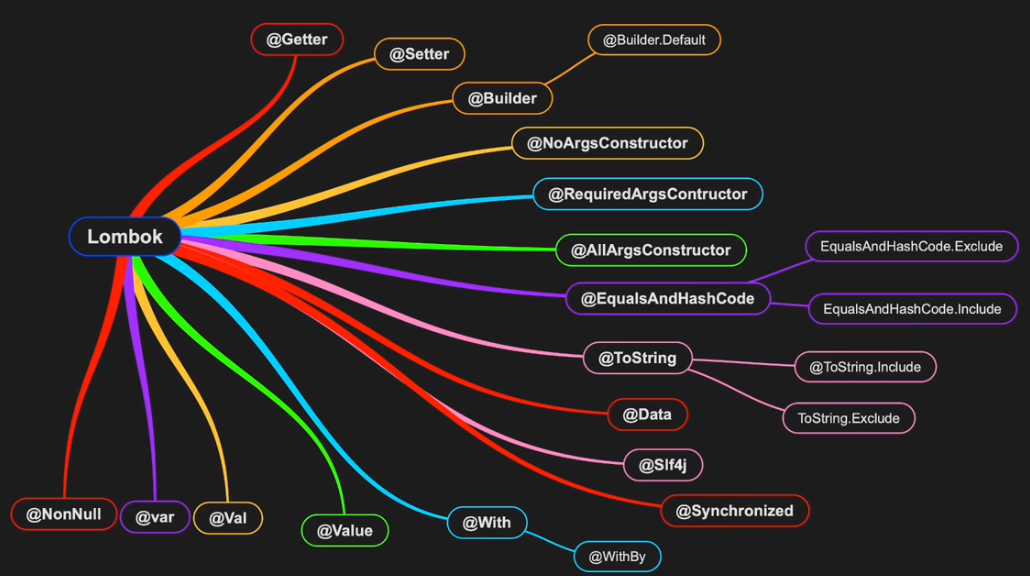 @Getter
@Setter
@Builder.Default
@Builder
@NoArgsConstructor
@RequiredArgsContructor
Lombok
@AllArgsConstructor
EqualsAndHashCode.Exclude
@EqualsAndHashCode
EqualsAndHashCode.Include
@ToString
@ToString.Include
@Data
ToString.Exclude
@Slf4j
@Synchronized
@NonNull
@var
@Val
@Value
@With
@WithBy